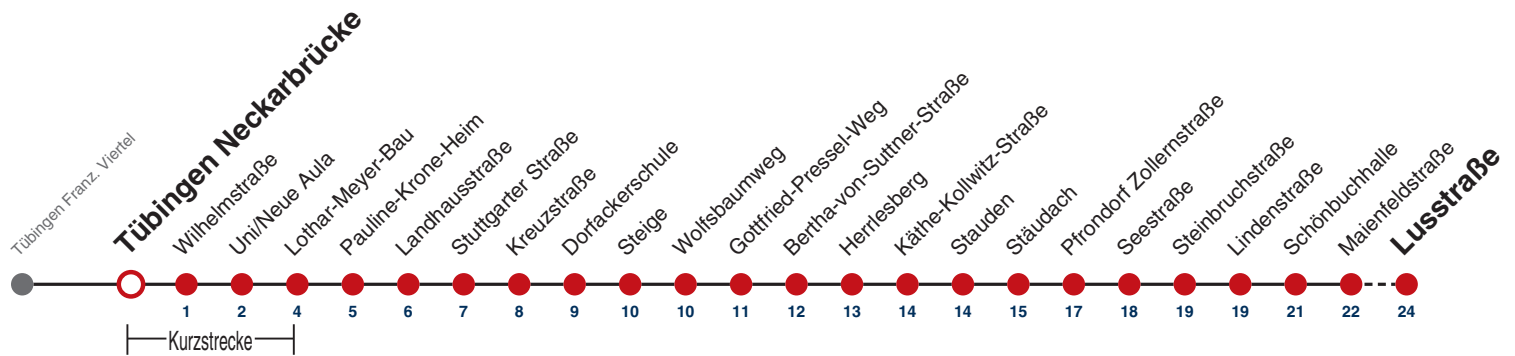 Tübingen Franz. Viertel
Tübingen Neckarbrücke
Wilhelmstraße
Uni/Neue Aula
Lothar-Meyer-Bau
Pauline-Krone-Heim
Landhausstraße
Stuttgarter Straße
Kreuzstraße
Dorfackerschule
Steige
Wolfsbaumweg
Gottfried-Pressel-Weg
Bertha-von-Suttner-Straße
Herrlesberg
Käthe-Kollwitz-Straße
Stauden
Stäudach
Pfrondorf Zollernstraße
Seestraße
Steinbruchstraße
Lindenstraße
Schönbuchhalle
Maienfeldstraße
Lusstraße
1 2 4 5 6 7 8 9 10 10 11 12 13 14 14 15 17 18 19 19 21 22 24
Kurzstrecke